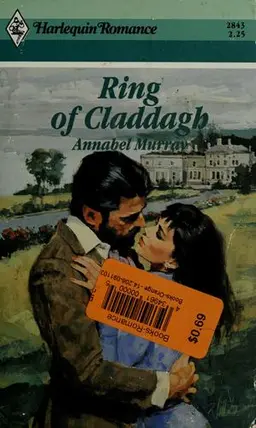 Harlequin Romance
2843
2.25
Ring
of Claddagh
Annabel Murray
Books-Romance
$0.69